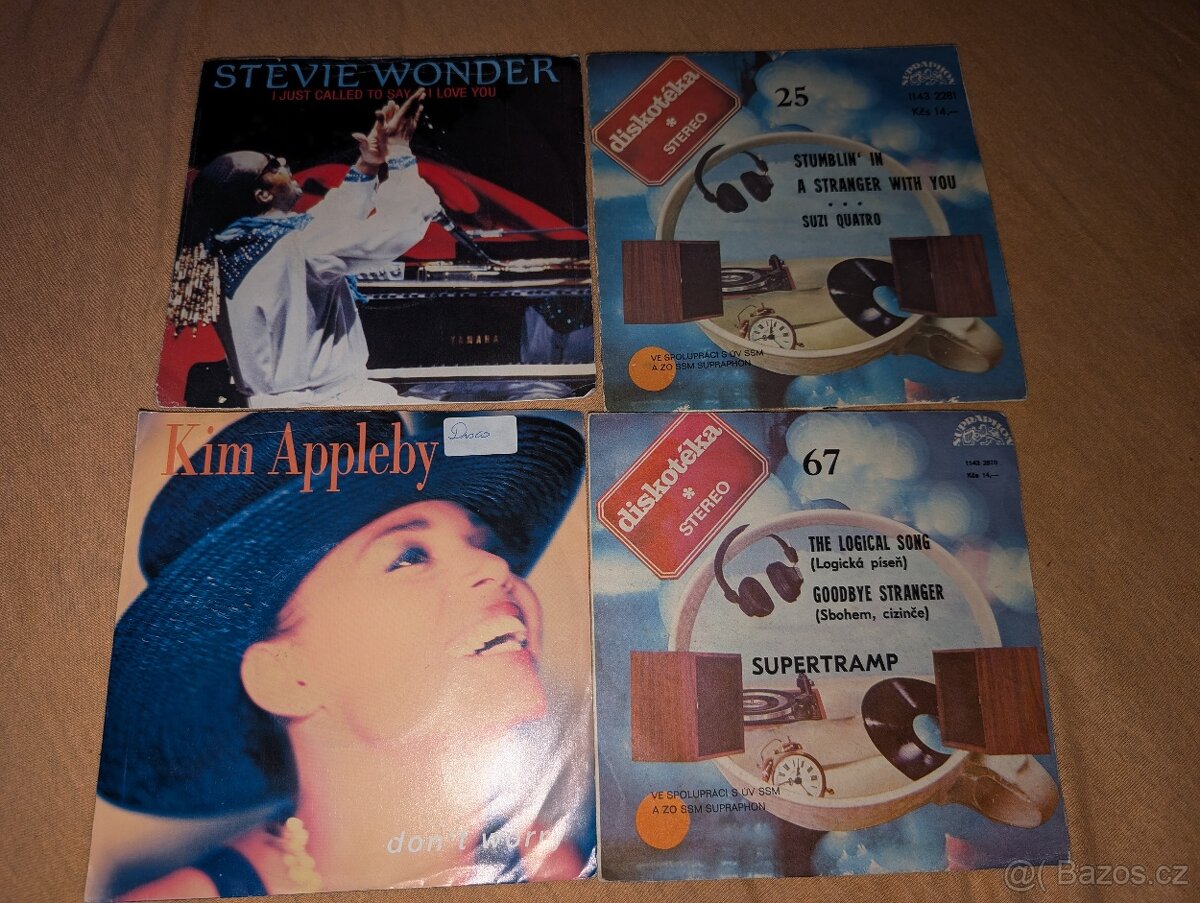 STEVIE WONDER
I JUST CALLED TO SAY I LOVE YOU
YAMAHA
diskotéka
*
STEREO
25
SUPRAPHON
1143 2281
Kčs 14,—
STUMBLIN' IN
A STRANGER WITH YOU
• • •
SUZI QUATRO
VE SPOLUPRÁCI S ÚV SSM
A ZO SSM SUPRAPHON
Kim Appleby
don't worry
diskotéka
*
STEREO
67
SUPRAPHON
Kčs 14,—
THE LOGICAL SONG
(Logická píseň)
GOODBYE STRANGER
(Sbohem, cizinče)
SUPERTRAMP
VE SPOLUPRÁCI S ÚV SSM
A ZO SSM SUPRAPHON
@( Bazos.cz